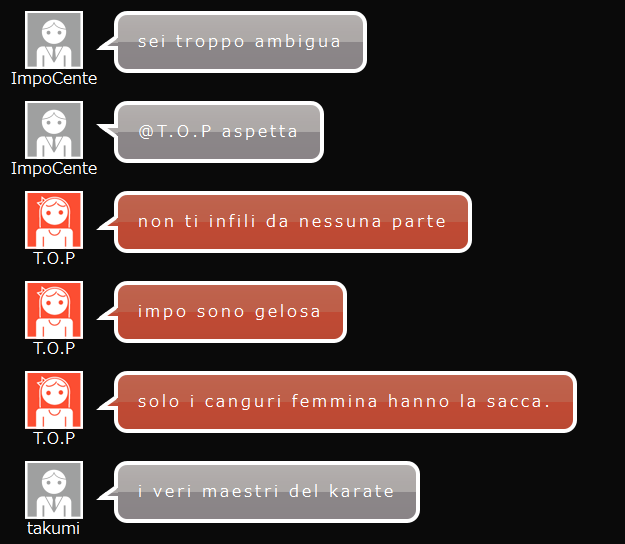 sei troppo ambigua
ImpoCente
@T.O.P aspetta
ImpoCente
non ti infili da nessuna parte
T.O.P
impo sono gelosa
T.O.P
solo i canguri femmina hanno la sacca.
T.O.P
i veri maestri del karate
takumi